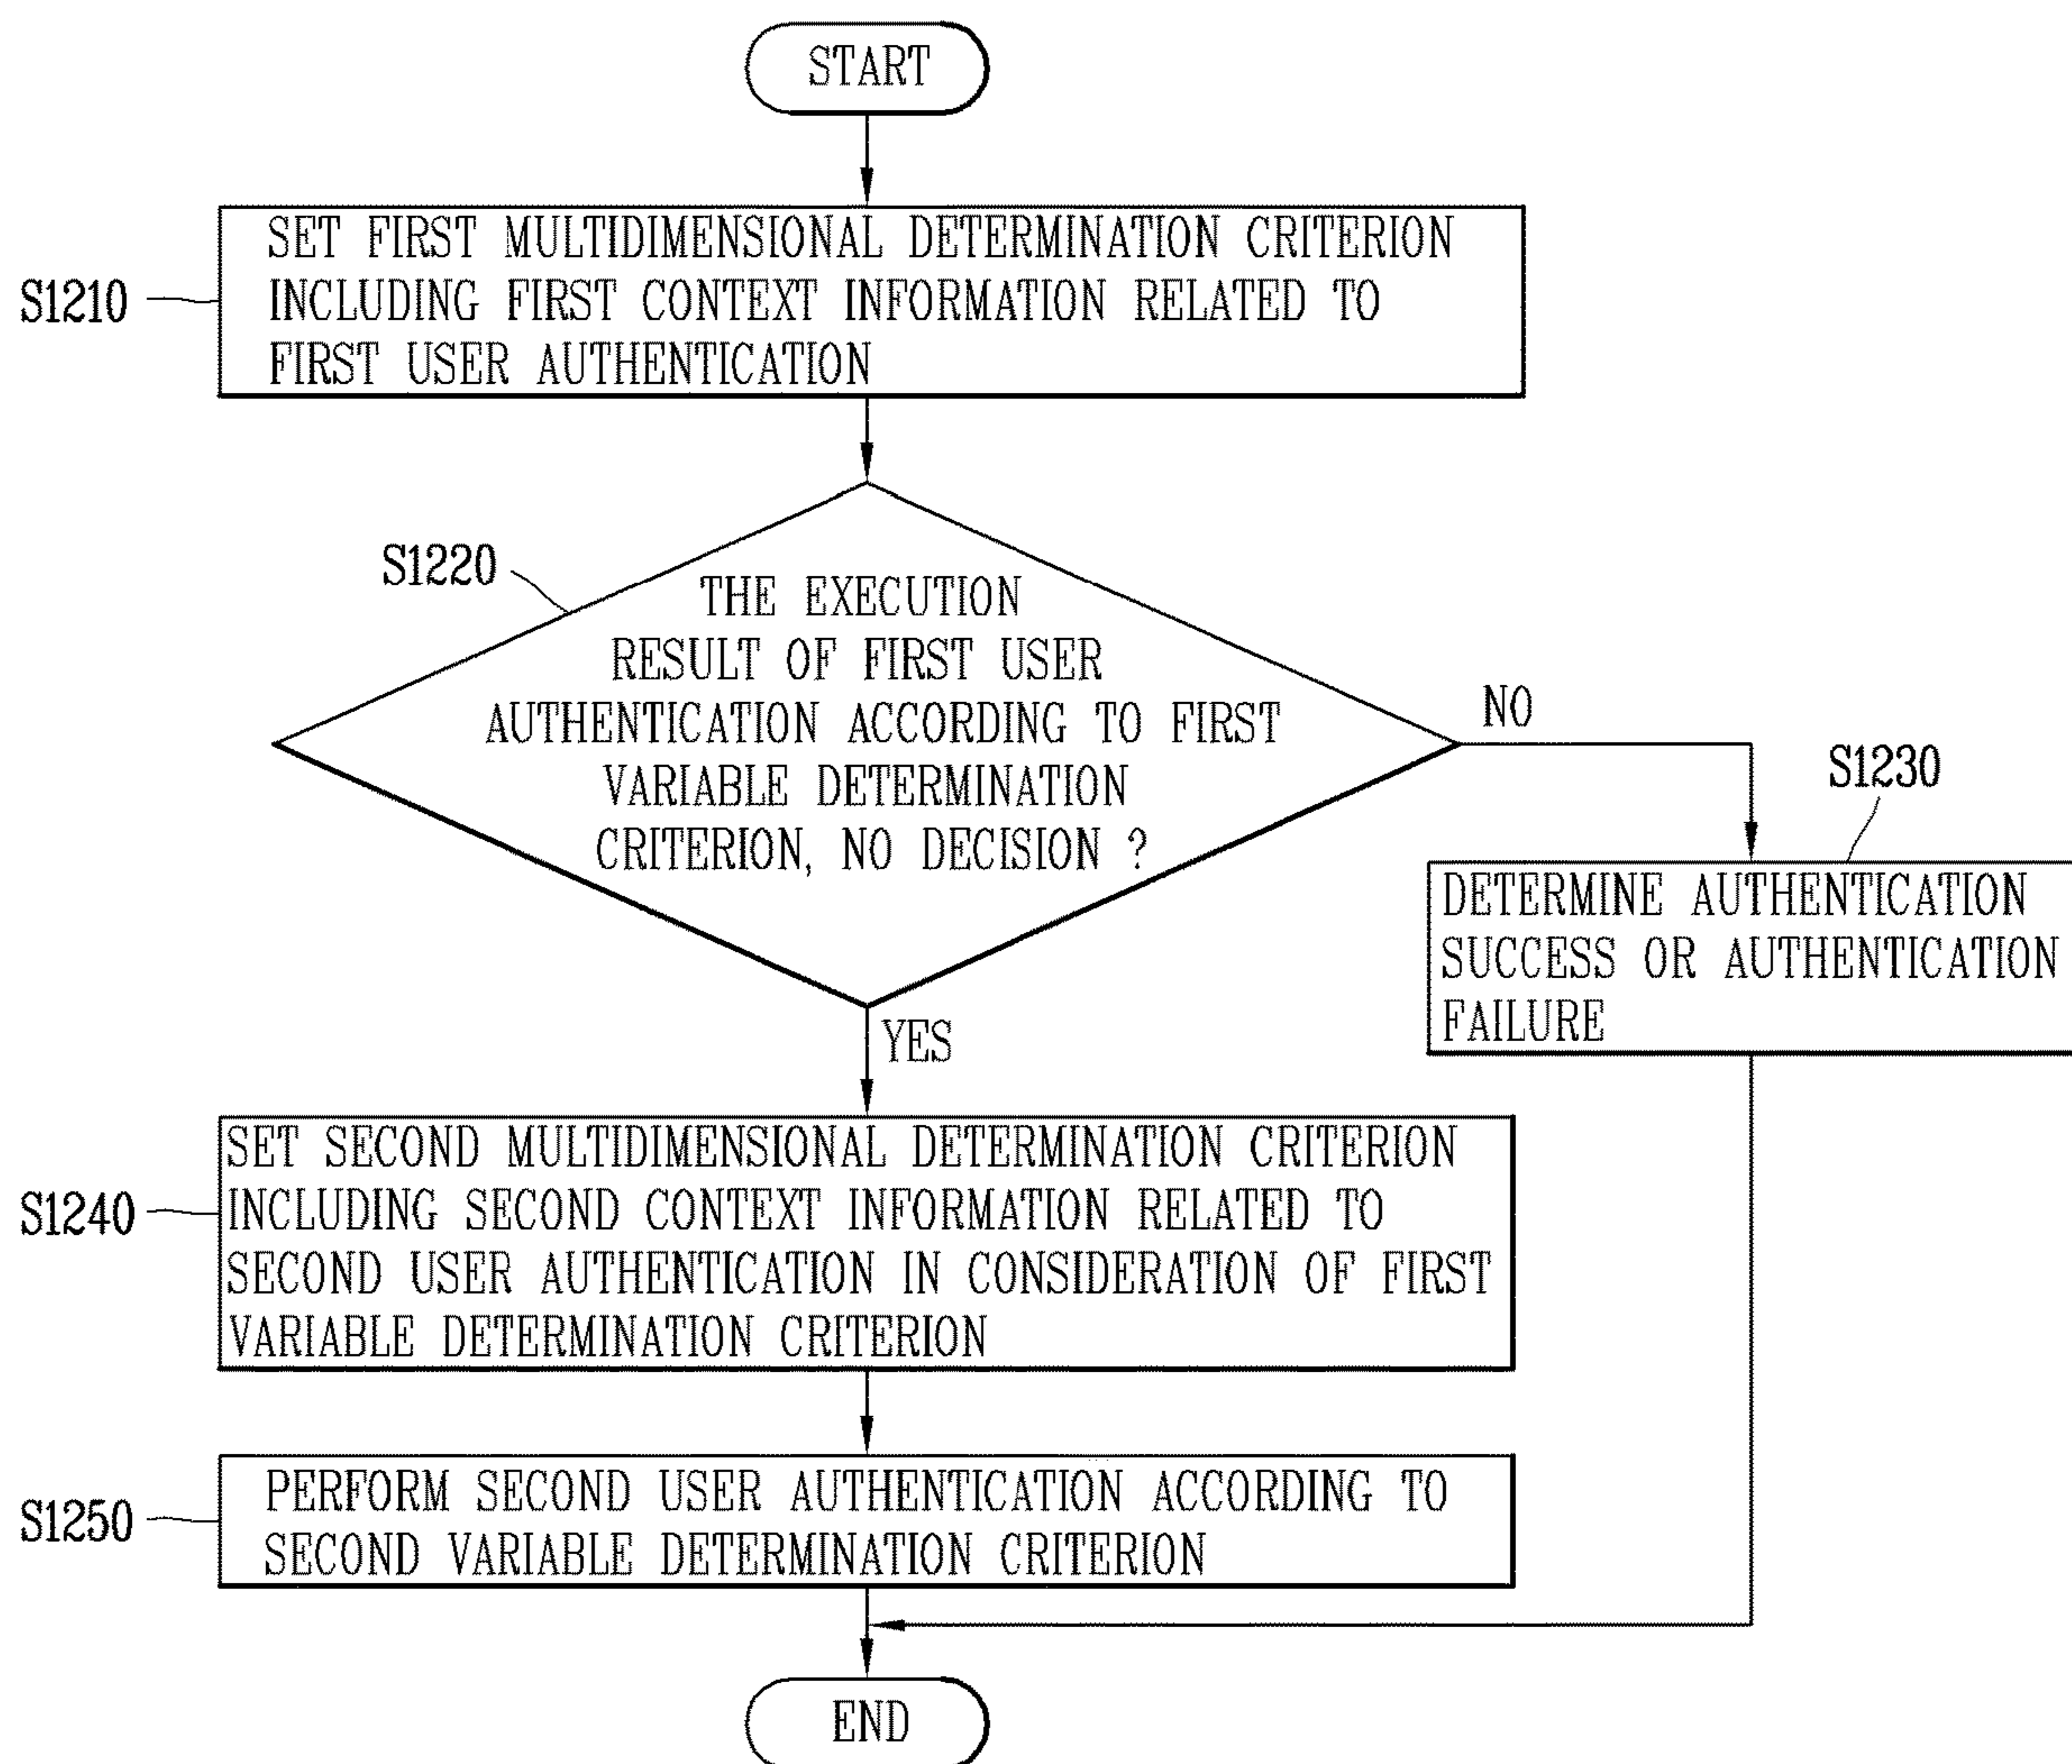 START
S1210
SET FIRST MULTIDIMENSIONAL DETERMINATION CRITERION
INCLUDING FIRST CONTEXT INFORMATION RELATED TO
FIRST USER AUTHENTICATION
S1220
THE EXECUTION
RESULT OF FIRST USER
AUTHENTICATION ACCORDING TO FIRST
VARIABLE DETERMINATION
CRITERION, NO DECISION ?
NO
S1230
DETERMINE AUTHENTICATION
SUCCESS OR AUTHENTICATION
FAILURE
YES
S1240
SET SECOND MULTIDIMENSIONAL DETERMINATION CRITERION
INCLUDING SECOND CONTEXT INFORMATION RELATED TO
SECOND USER AUTHENTICATION IN CONSIDERATION OF FIRST
VARIABLE DETERMINATION CRITERION
S1250
PERFORM SECOND USER AUTHENTICATION ACCORDING TO
SECOND VARIABLE DETERMINATION CRITERION
END